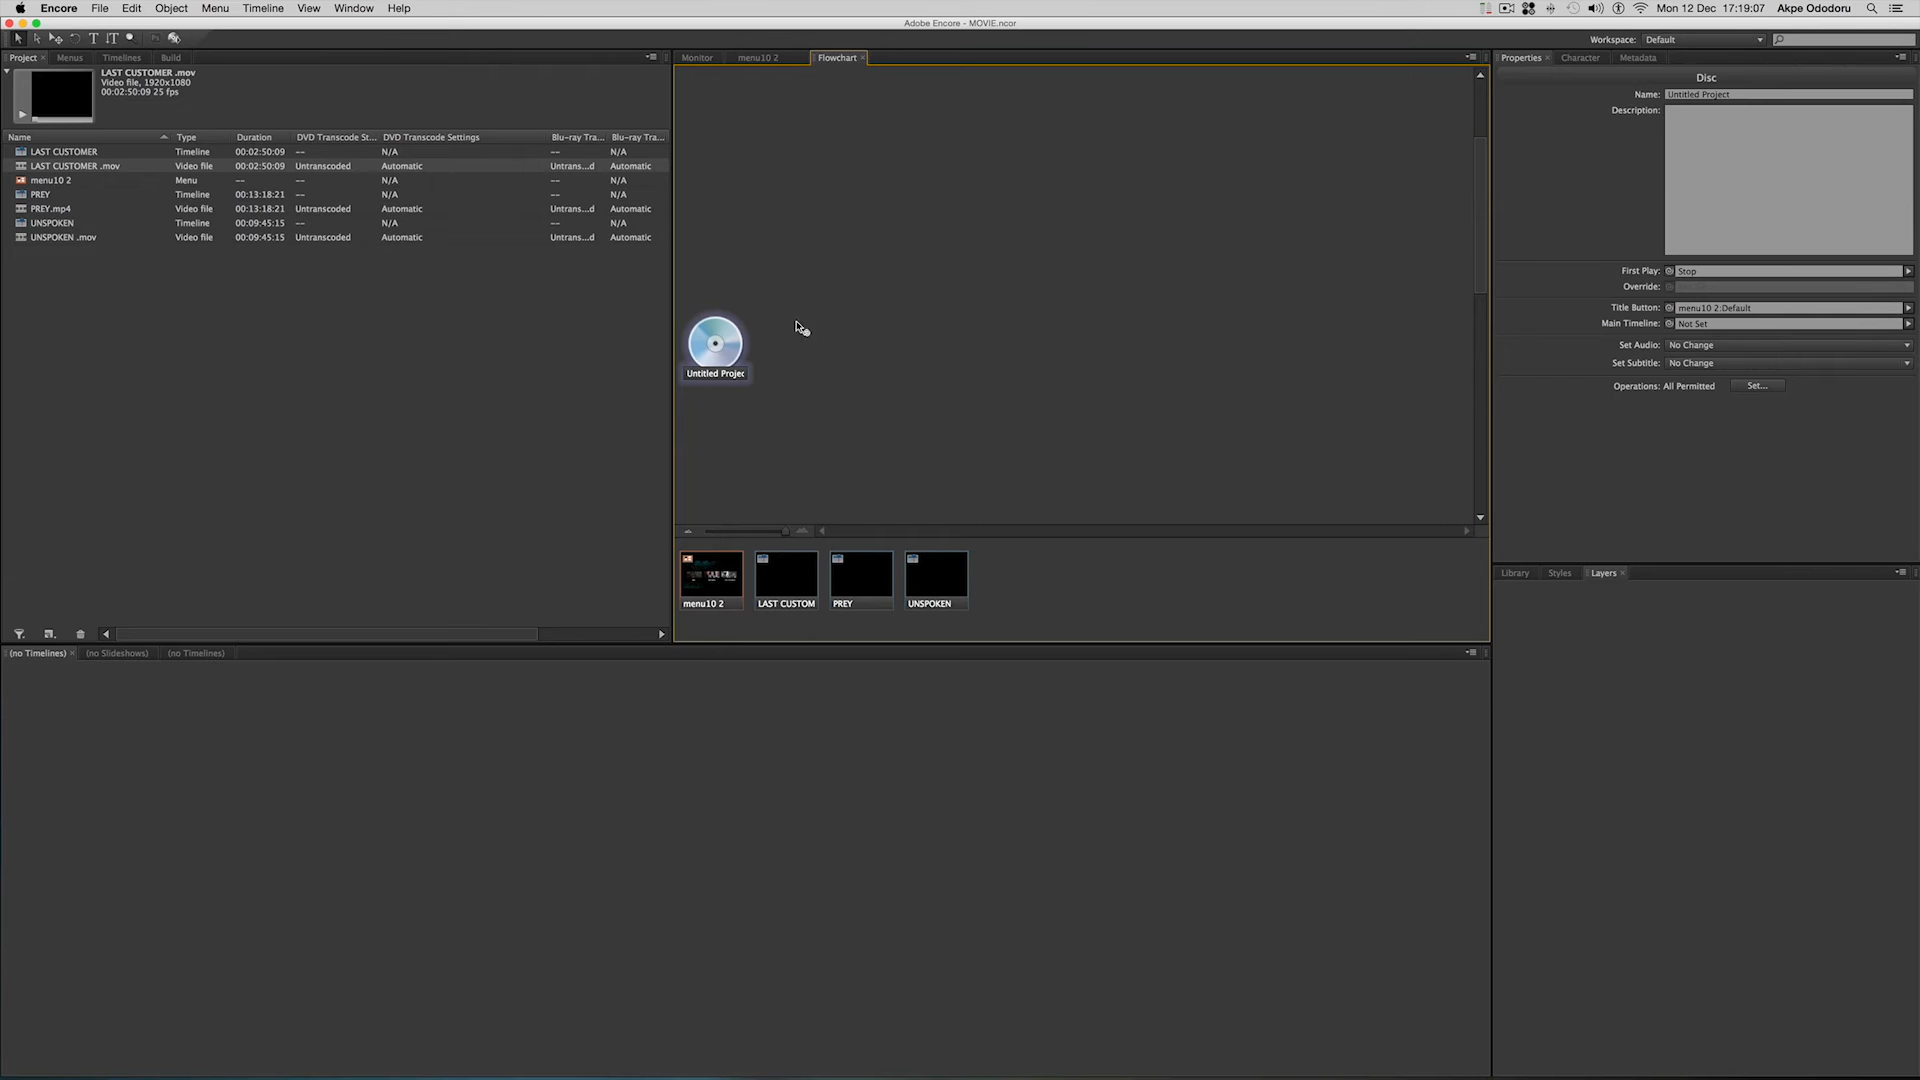 Encore File Edit Object Menu Timeline View Window Help
Mon 12 Dec 17:19:07 Akpe Ododoru
Adobe Encore - MOVIE.ncor
Workspace: Default
Project Menus Timelines Build
LAST CUSTOMER .mov
Video file, 1920x1080
00:02:50:09 25 fps
Name Type Duration DVD Transcode St... DVD Transcode Settings Blu-ray Tra... Blu-ray Tra...
LAST CUSTOMER Timeline 00:02:50:09 -- N/A -- N/A
LAST CUSTOMER .mov Video file 00:02:50:09 Untranscoded Automatic Untrans...d Automatic
menu10 2 Menu -- -- N/A -- N/A
PREY Timeline 00:13:18:21 -- N/A -- N/A
PREY.mp4 Video file 00:13:18:21 Untranscoded Automatic Untrans...d Automatic
UNSPOKEN Timeline 00:09:45:15 -- N/A -- N/A
UNSPOKEN .mov Video file 00:09:45:15 Untranscoded Automatic Untrans...d Automatic
Monitor menu10 2 Flowchart
Untitled Projec
menu10 2 LAST CUSTOM PREY UNSPOKEN
Properties Character Metadata
Disc
Name: Untitled Project
Description:
First Play: Stop
Override:
Title Button: menu10 2:Default
Main Timeline: Not Set
Set Audio: No Change
Set Subtitle: No Change
Operations: All Permitted Set...
Library Styles Layers
(no Timelines) (no Slideshows) (no Timelines)